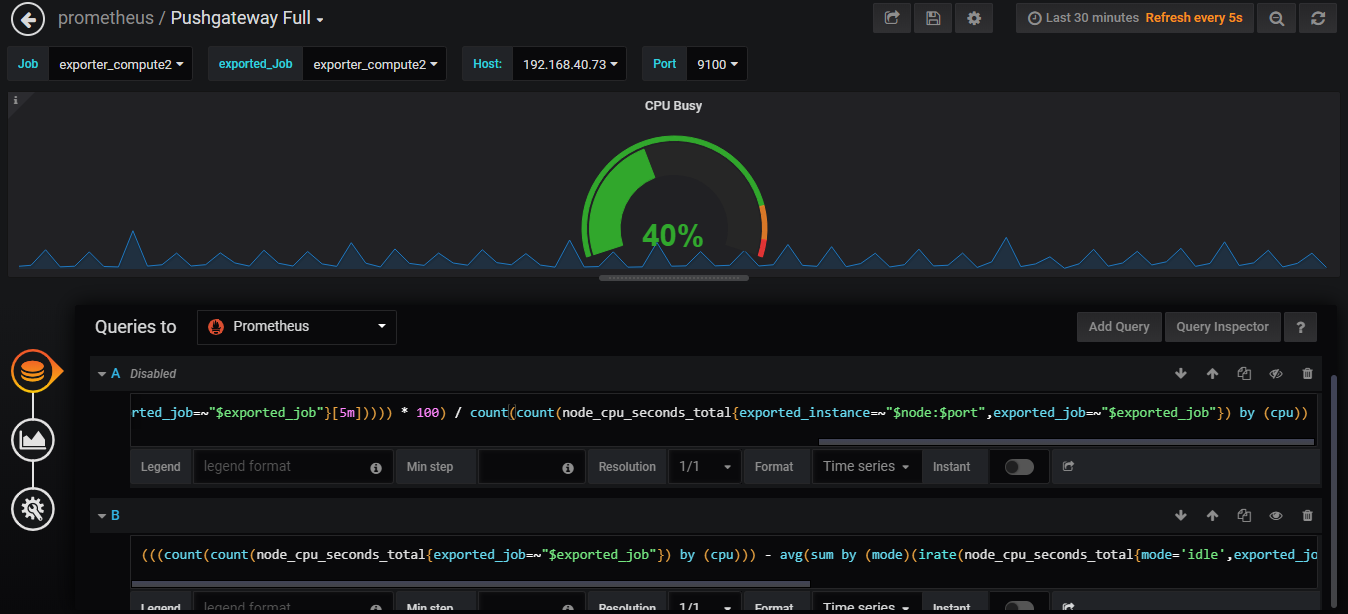 prometheus / Pushgateway Full
Last 30 minutes Refresh every 5s
Job exporter_compute2 exported_Job exporter_compute2 Host: 192.168.40.73 Port 9100
i
CPU Busy
40%
Queries to Prometheus Add Query Query Inspector ?
A Disabled
rted_job=~"$exported_job"}[5m])))) * 100) / count(count(node_cpu_seconds_total{exported_instance=~"$node:$port",exported_job=~"$exported_job"}) by (cpu))
Legend legend format Min step Resolution 1/1 Format Time series Instant
B
(((count(count(node_cpu_seconds_total{exported_job=~"$exported_job"}) by (cpu))) - avg(sum by (mode)(irate(node_cpu_seconds_total{mode='idle',exported_jo
Legend legend format Min step Resolution 1/1 Format Time series Instant